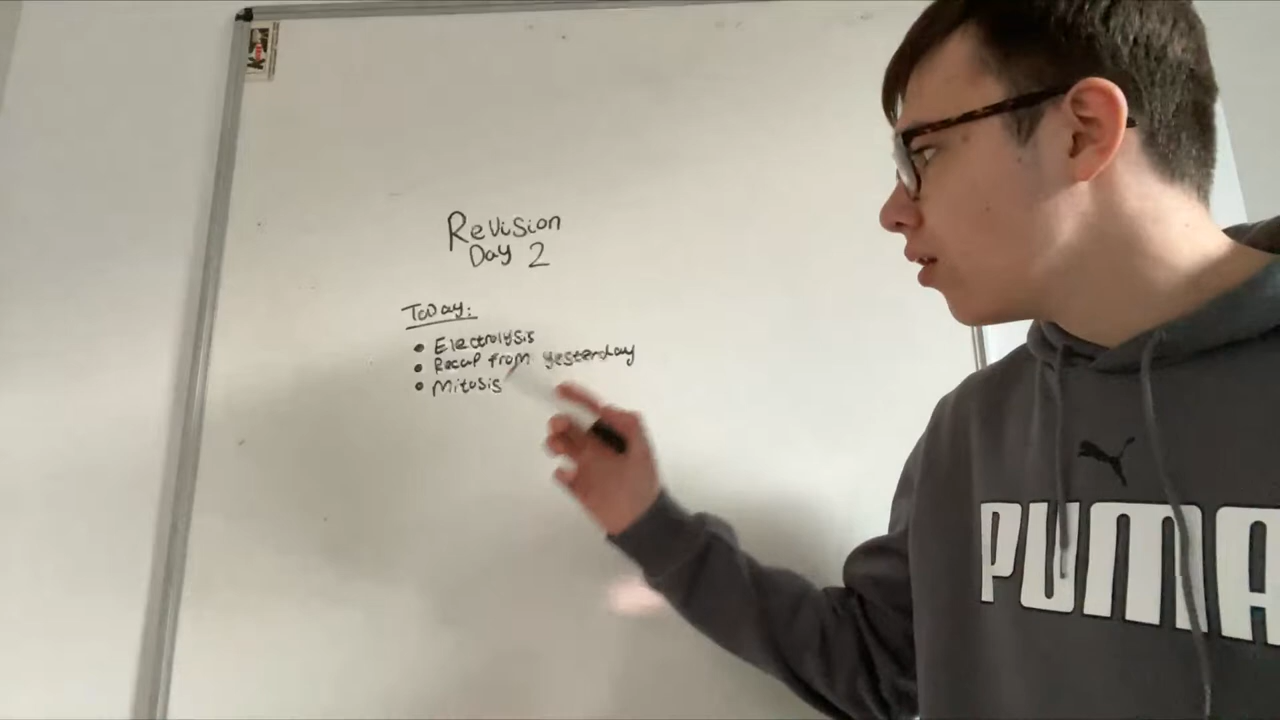 Revision
Day 2
Today:
• Electrolysis
• Recap from yesterday
• Mitosis
PUMA